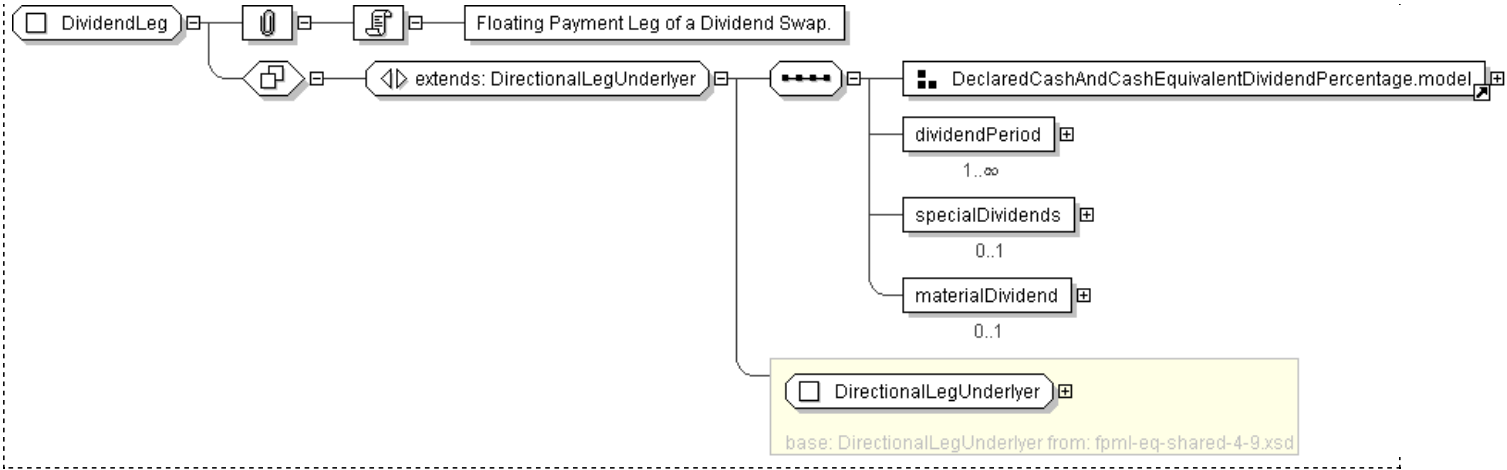 DividendLeg
Floating Payment Leg of a Dividend Swap.
extends: DirectionalLegUnderlyer
DeclaredCashAndCashEquivalentDividendPercentage.model
dividendPeriod
1..∞
specialDividends
0..1
materialDividend
0..1
DirectionalLegUnderlyer
base: DirectionalLegUnderlyer from: fpml-eq-shared-4-9.xsd